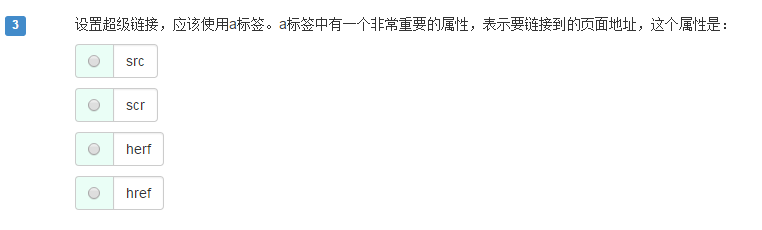 3
设置超级链接，应该使用a标签。a标签中有一个非常重要的属性，表示要链接到的页面地址，这个属性是：
src
scr
herf
href